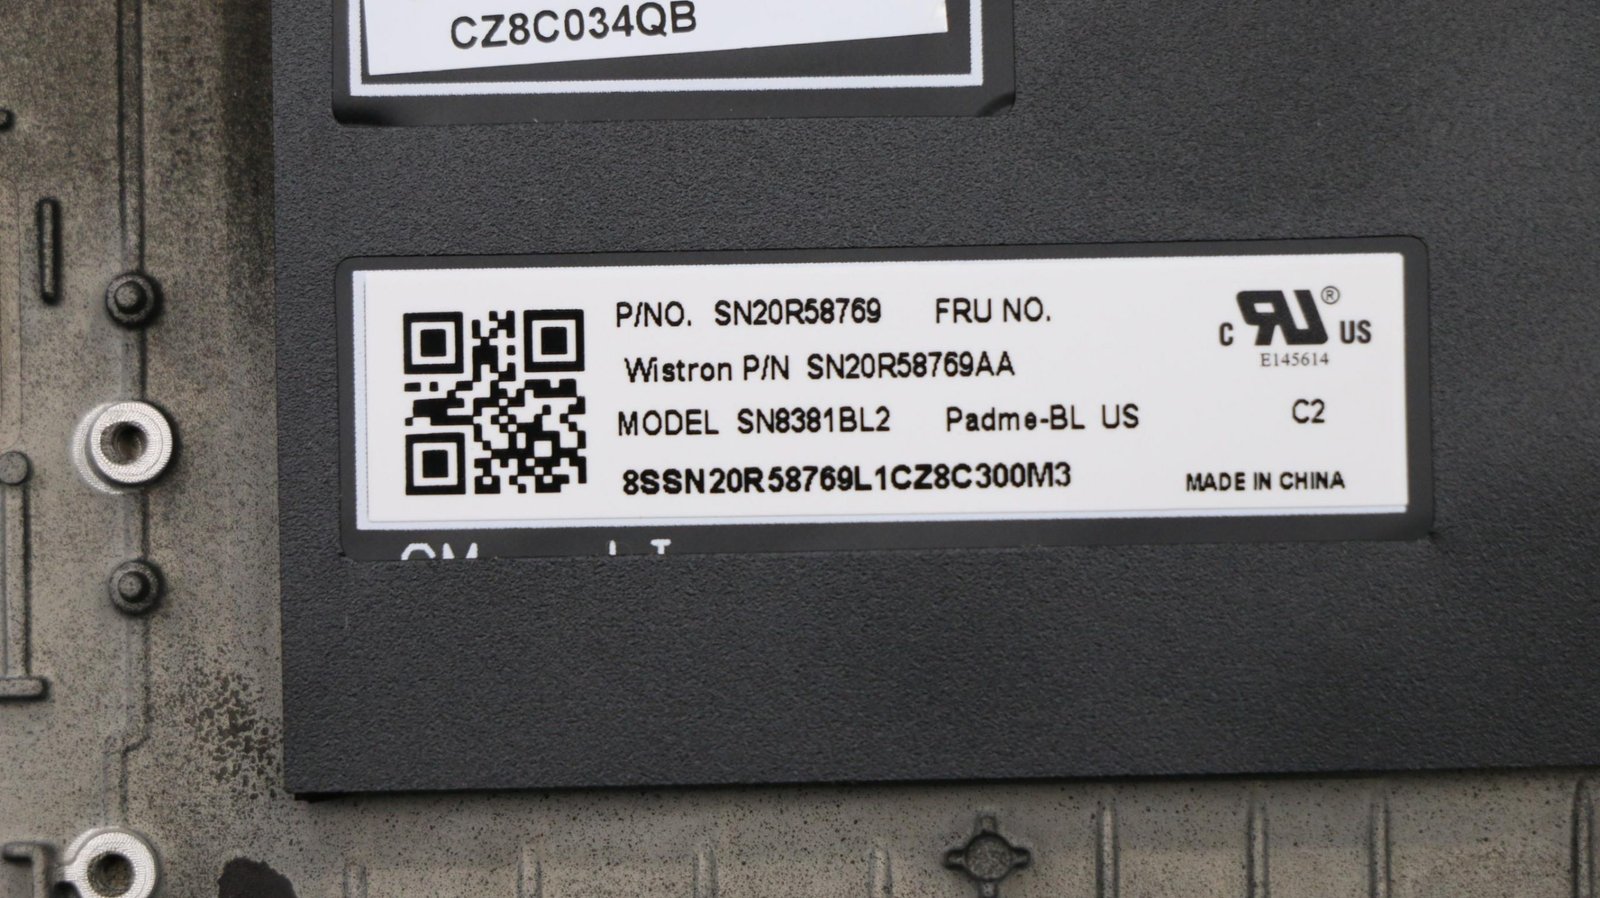 CZ8C034QB
P/NO. SN20R58769 FRU NO.
Wistron P/N SN20R58769AA
MODEL SN8381BL2 Padme-BL US
8SSN20R58769L1CZ8C300M3
c RU® US
E145614
C2
MADE IN CHINA